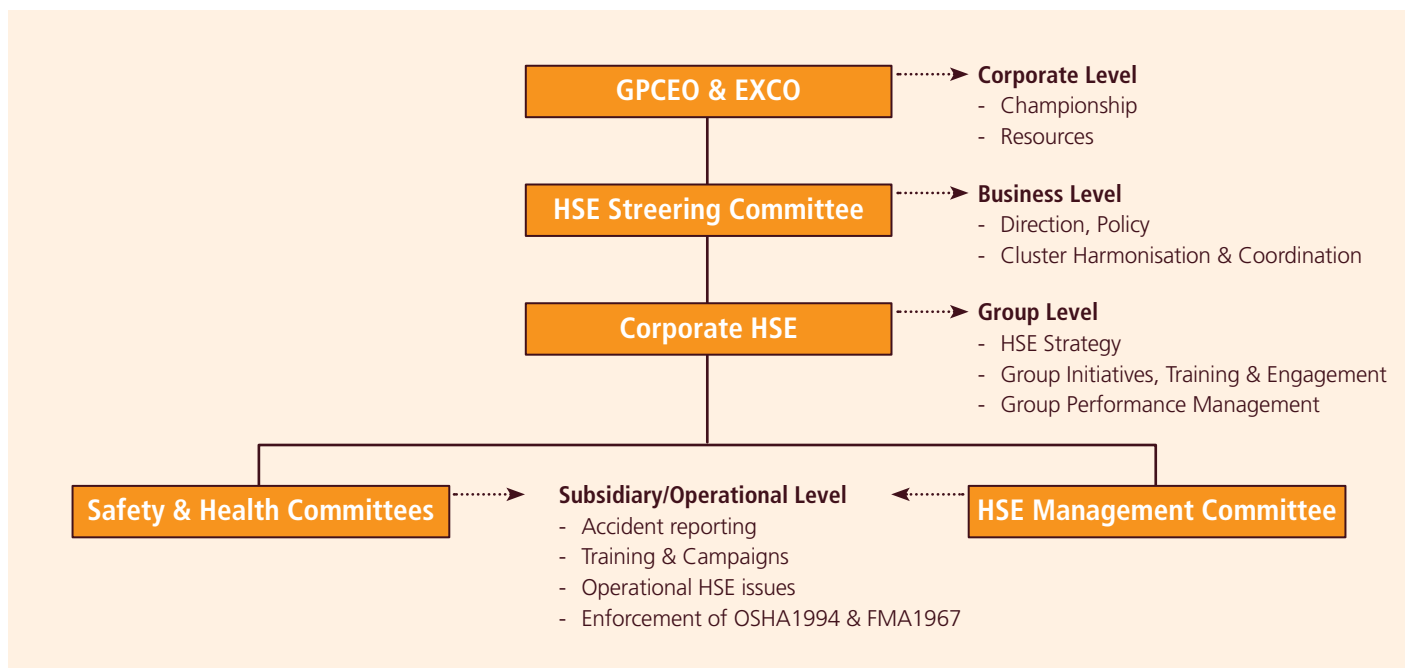 GPCEO & EXCO
Corporate Level
- Championship
- Resources
HSE Streering Committee
Business Level
- Direction, Policy
- Cluster Harmonisation & Coordination
Corporate HSE
Group Level
- HSE Strategy
- Group Initiatives, Training & Engagement
- Group Performance Management
Safety & Health Committees
Subsidiary/Operational Level
- Accident reporting
- Training & Campaigns
- Operational HSE issues
- Enforcement of OSHA1994 & FMA1967
HSE Management Committee